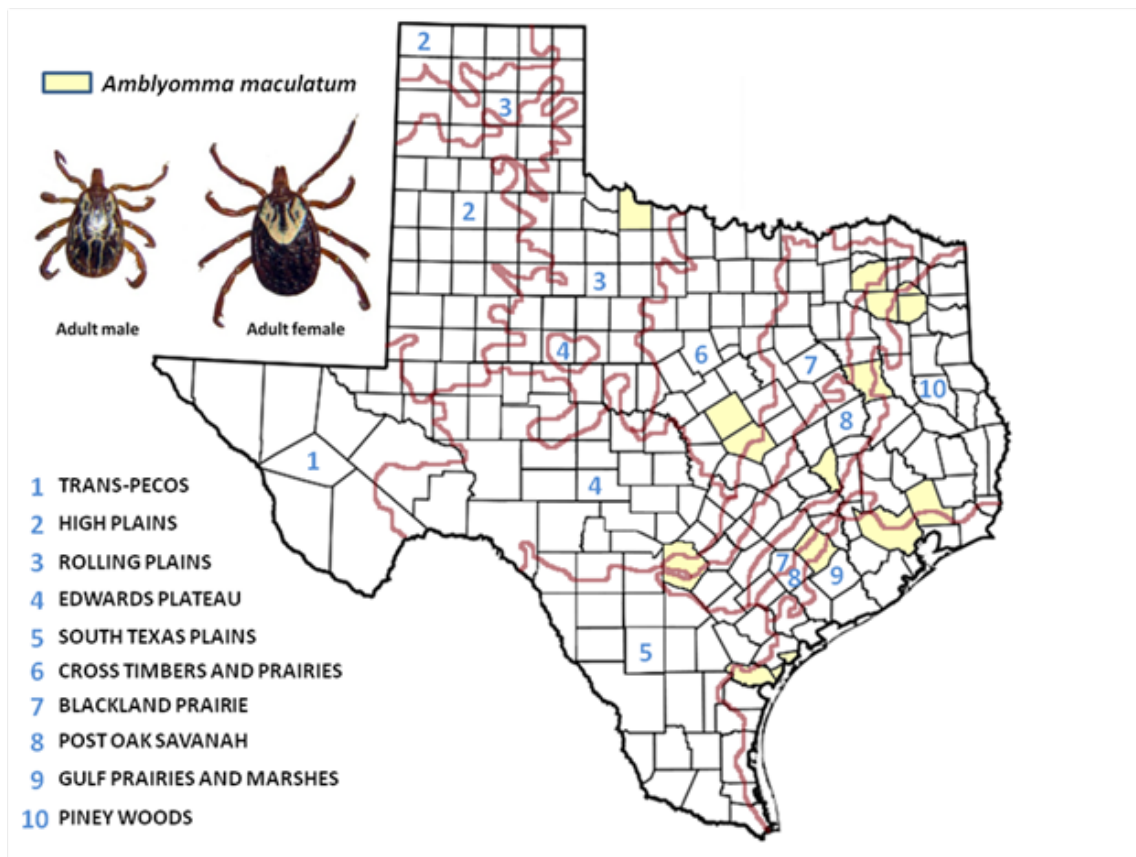 Amblyomma maculatum
Adult male
Adult female
2
3
2
3
4
6
7
10
8
1
4
7
8
9
5
1 TRANS-PECOS
2 HIGH PLAINS
3 ROLLING PLAINS
4 EDWARDS PLATEAU
5 SOUTH TEXAS PLAINS
6 CROSS TIMBERS AND PRAIRIES
7 BLACKLAND PRAIRIE
8 POST OAK SAVANAH
9 GULF PRAIRIES AND MARSHES
10 PINEY WOODS